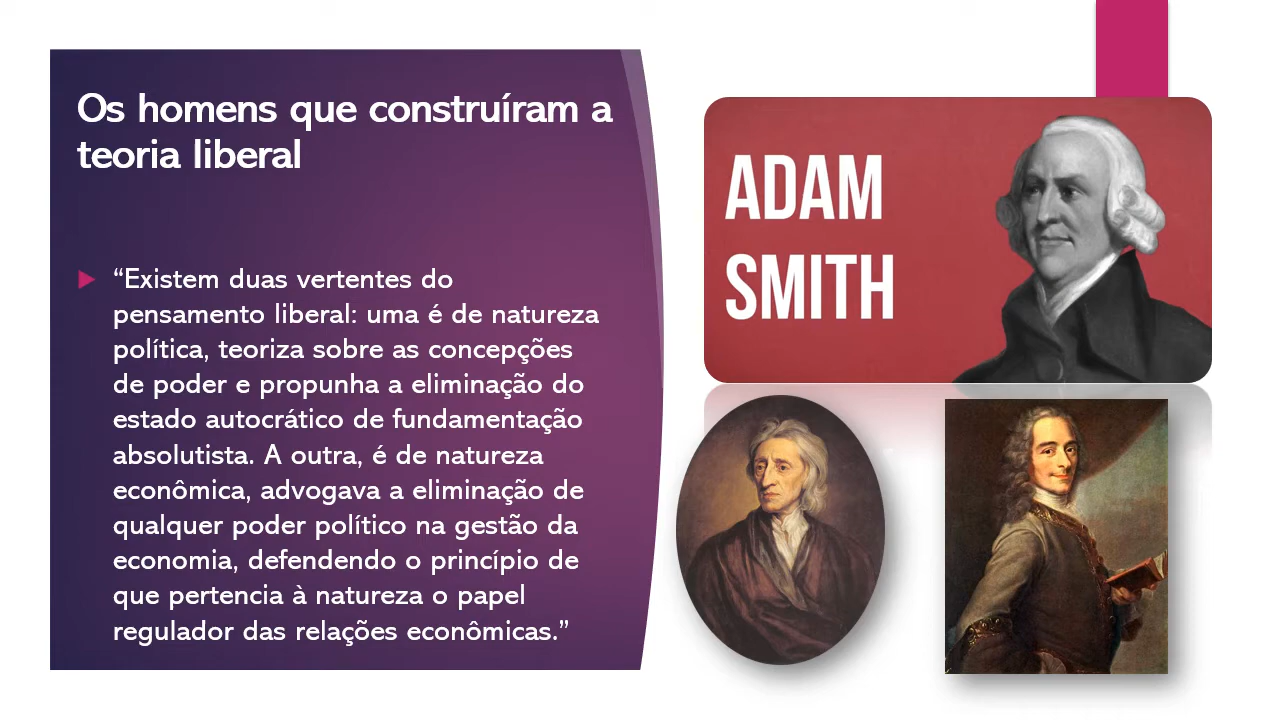 Os homens que construíram a
teoria liberal
“Existem duas vertentes do
pensamento liberal: uma é de natureza
política, teoriza sobre as concepções
de poder e propunha a eliminação do
estado autocrático de fundamentação
absolutista. A outra, é de natureza
econômica, advogava a eliminação de
qualquer poder político na gestão da
economia, defendendo o princípio de
que pertencia à natureza o papel
regulador das relações econômicas.”
ADAM
SMITH